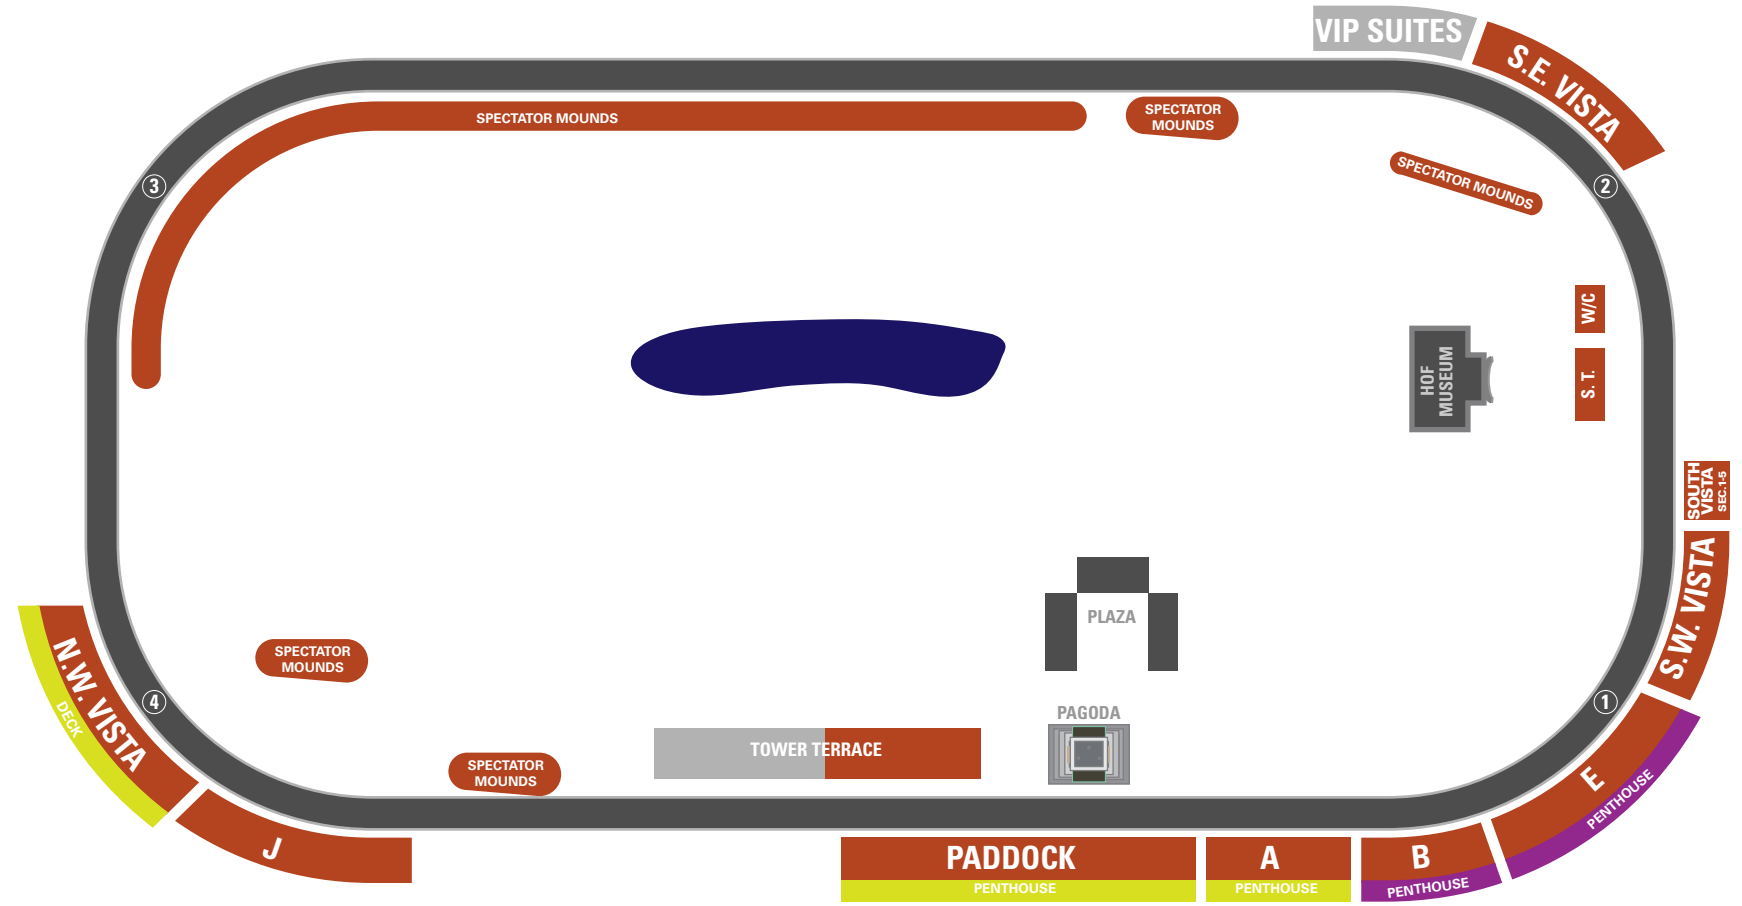 VIP SUITES
S.E. VISTA
SPECTATOR MOUNDS
SPECTATOR
MOUNDS
SPECTATOR MOUNDS
3
2
W/C
HOF
MUSEUM
S. T.
SOUTH
VISTA
SEC.1-5
S.W. VISTA
PLAZA
N.W. VISTA
DECK
SPECTATOR
MOUNDS
4
1
PAGODA
TOWER TERRACE
SPECTATOR
MOUNDS
E
PENTHOUSE
J
PADDOCK
PENTHOUSE
A
PENTHOUSE
B
PENTHOUSE